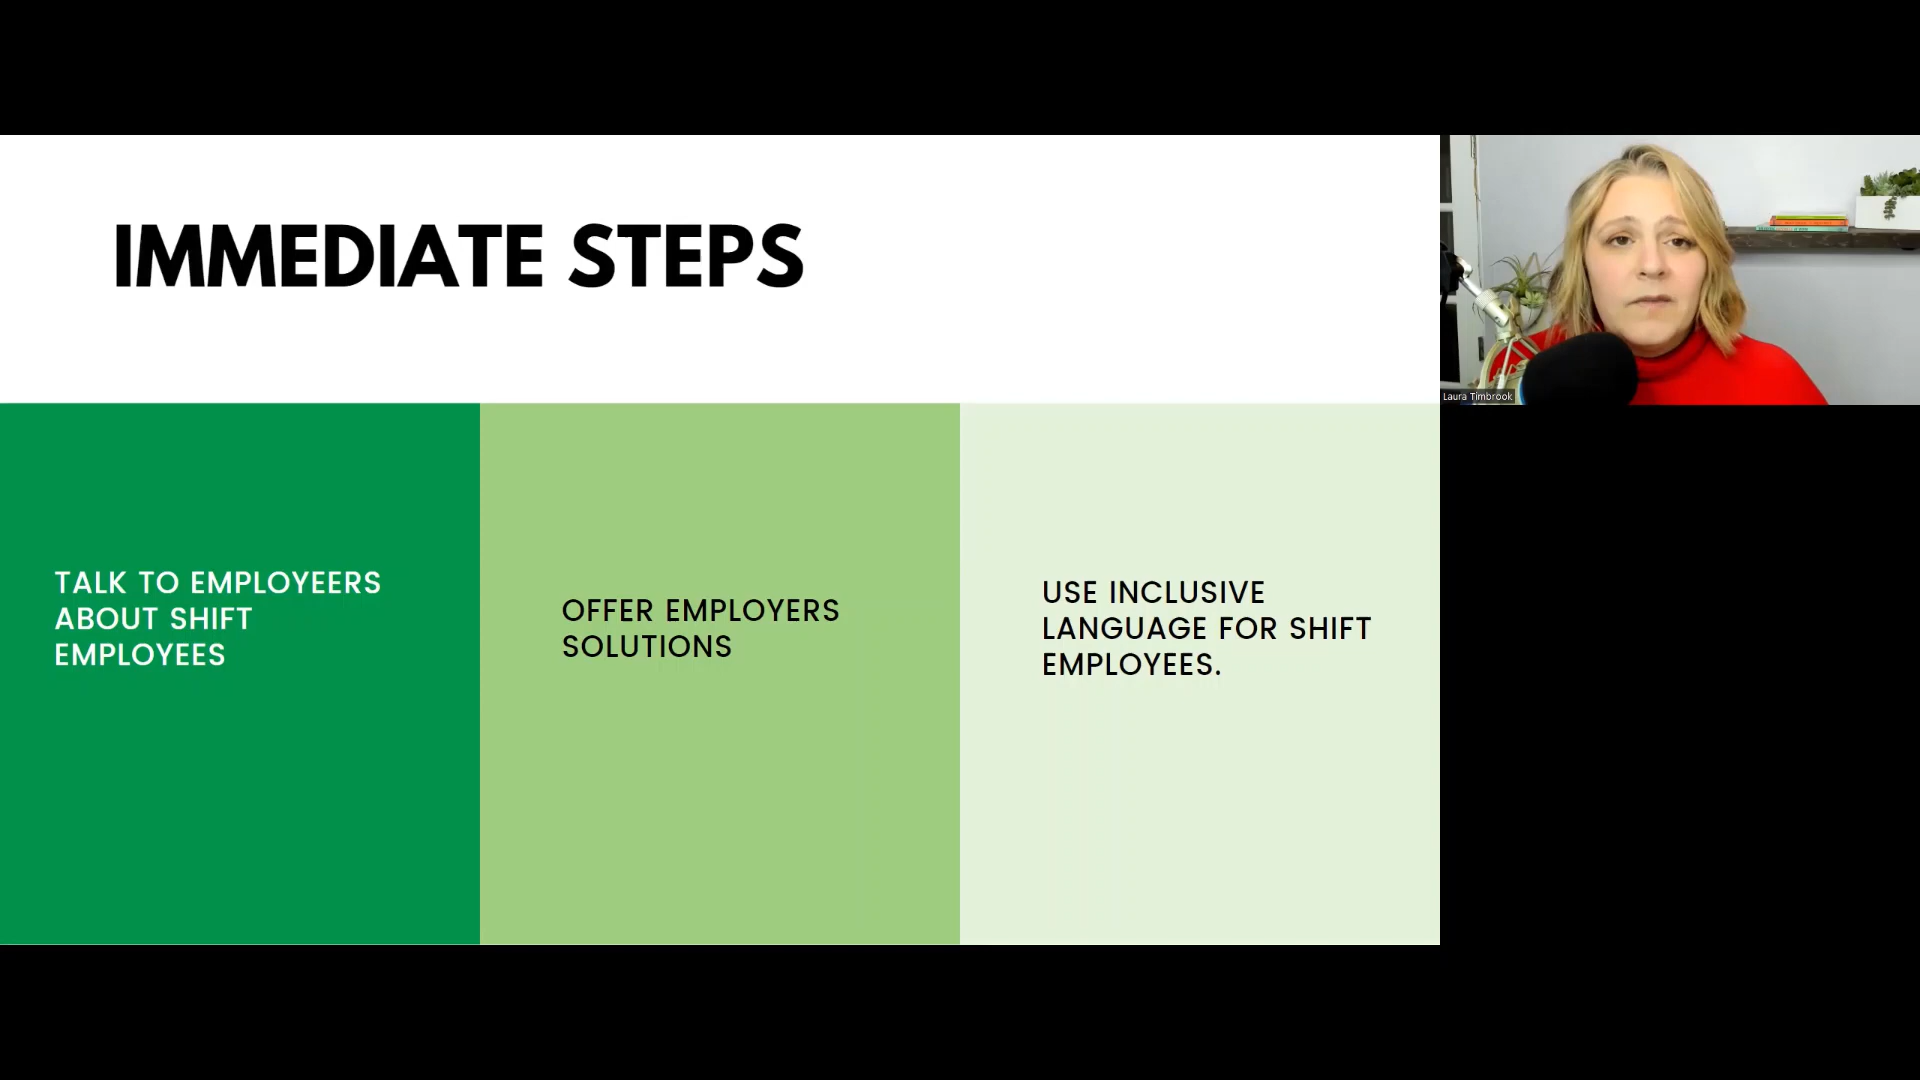 IMMEDIATE STEPS
TALK TO EMPLOYEERS
ABOUT SHIFT
EMPLOYEES
OFFER EMPLOYERS
SOLUTIONS
USE INCLUSIVE
LANGUAGE FOR SHIFT
EMPLOYEES.
Laura Timbrook